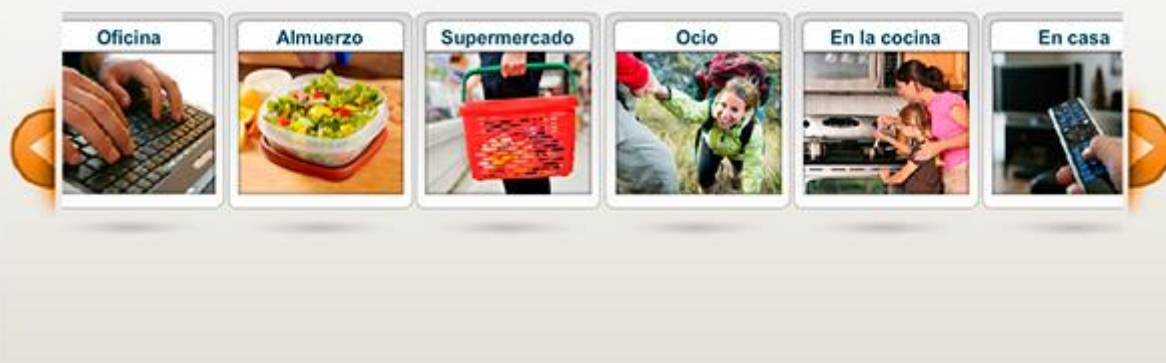 Oficina
Almuerzo
Supermercado
Ocio
En la cocina
En casa